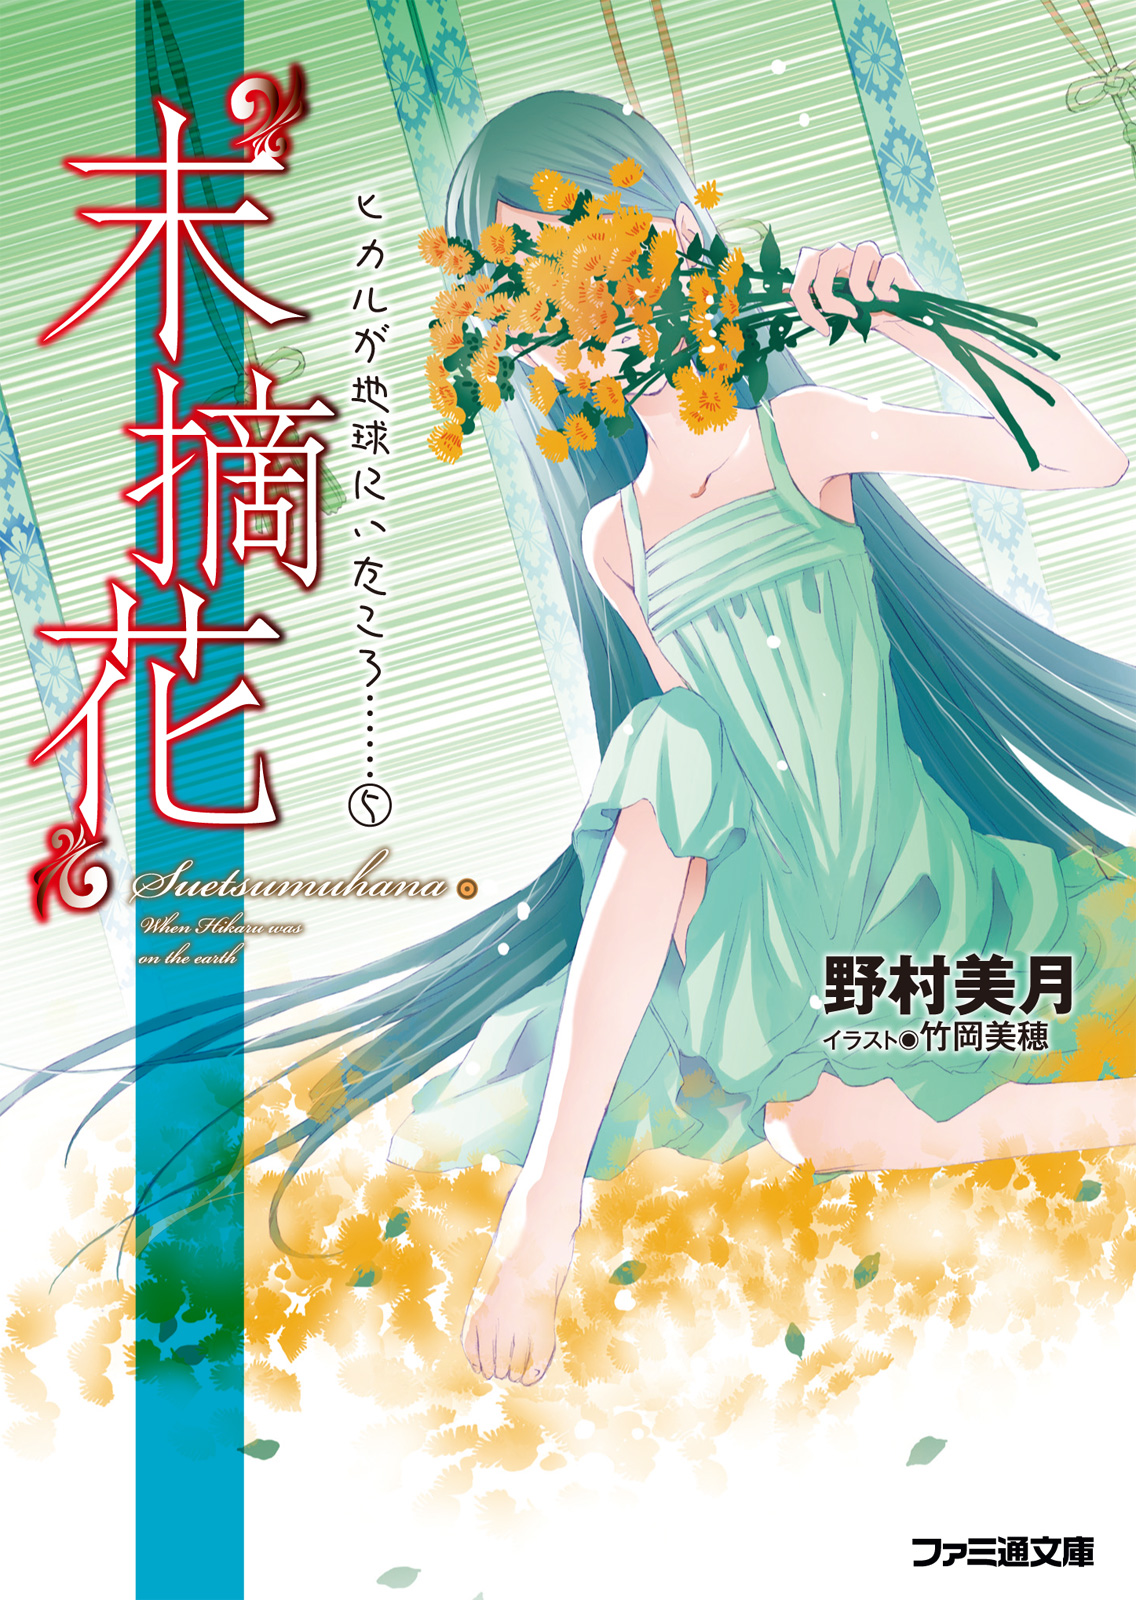 末摘花
ヒカルが地球にいたころ……⑤
Suetsumuhana
When Hikaru was
on the earth
野村美月
イラスト◉竹岡美穂
ファミ通文庫